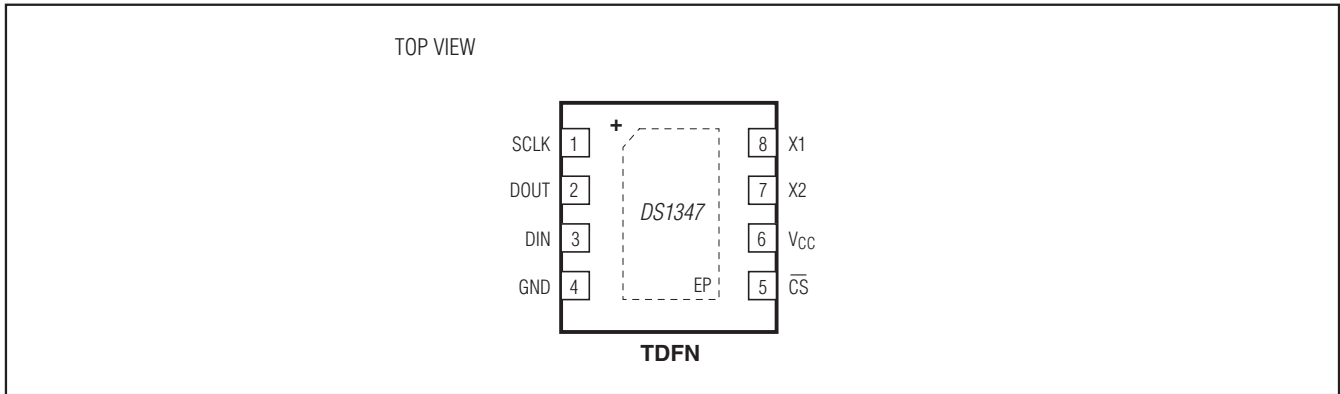 TOP VIEW
+
SCLK 1 8 X1
DOUT 2 7 X2
DS1347
DIN 3 6 VCC
GND 4 EP 5 C̅S̅
TDFN